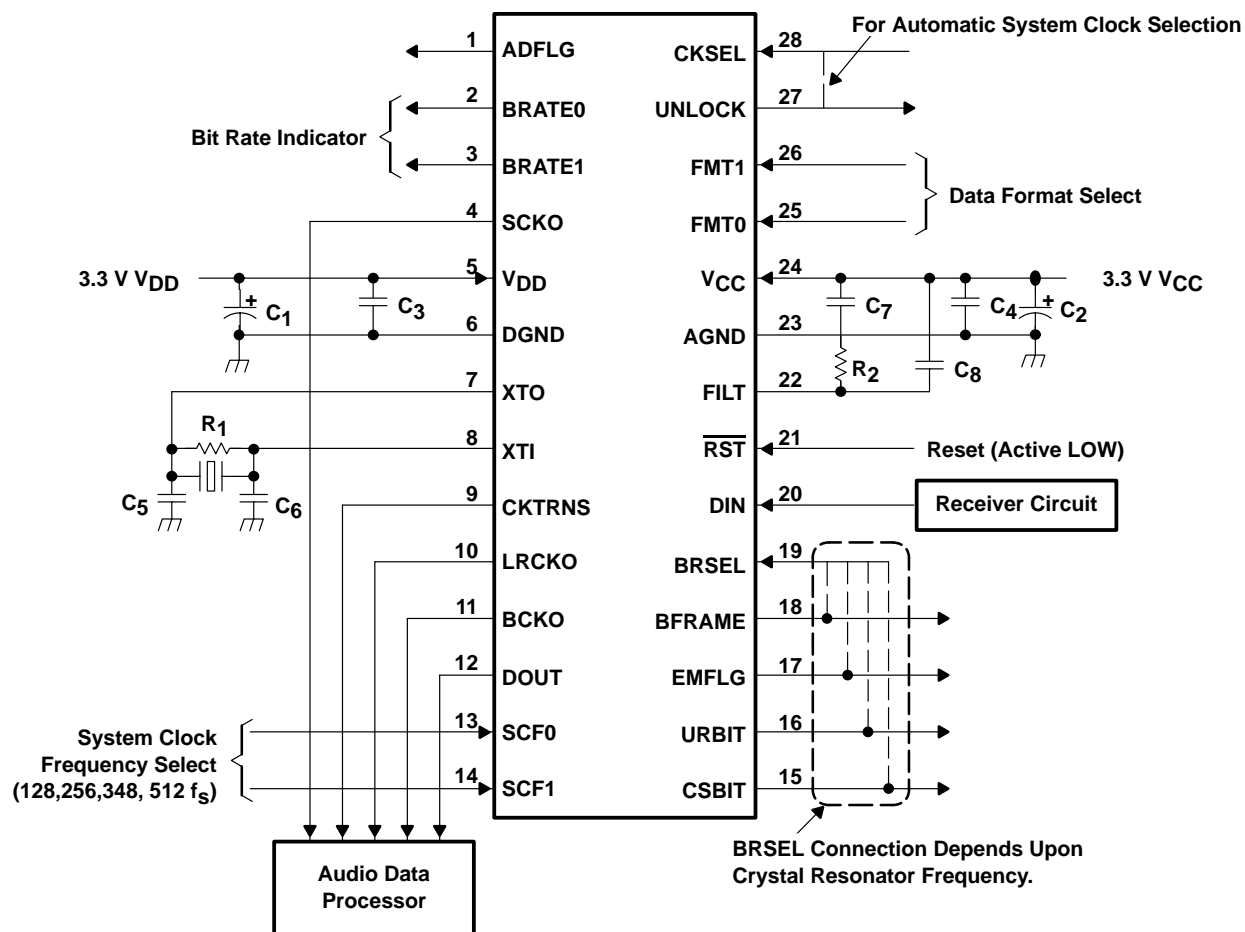 For Automatic System Clock Selection
1 ADFLG
CKSEL 28
2 BRATE0
UNLOCK 27
Bit Rate Indicator
3 BRATE1
FMT1 26
Data Format Select
4 SCKO
FMT0 25
3.3 V VDD
5 VDD
VCC 24
3.3 V VCC
+ C1
C3
C7
C4
+ C2
6 DGND
AGND 23
R2
C8
7 XTO
FILT 22
R1
8 XTI
RST 21
Reset (Active LOW)
C5
C6
9 CKTRNS
DIN 20
Receiver Circuit
10 LRCKO
BRSEL 19
11 BCKO
BFRAME 18
12 DOUT
EMFLG 17
System Clock
Frequency Select
(128,256,348, 512 fS)
13 SCF0
URBIT 16
14 SCF1
CSBIT 15
BRSEL Connection Depends Upon
Crystal Resonator Frequency.
Audio Data
Processor